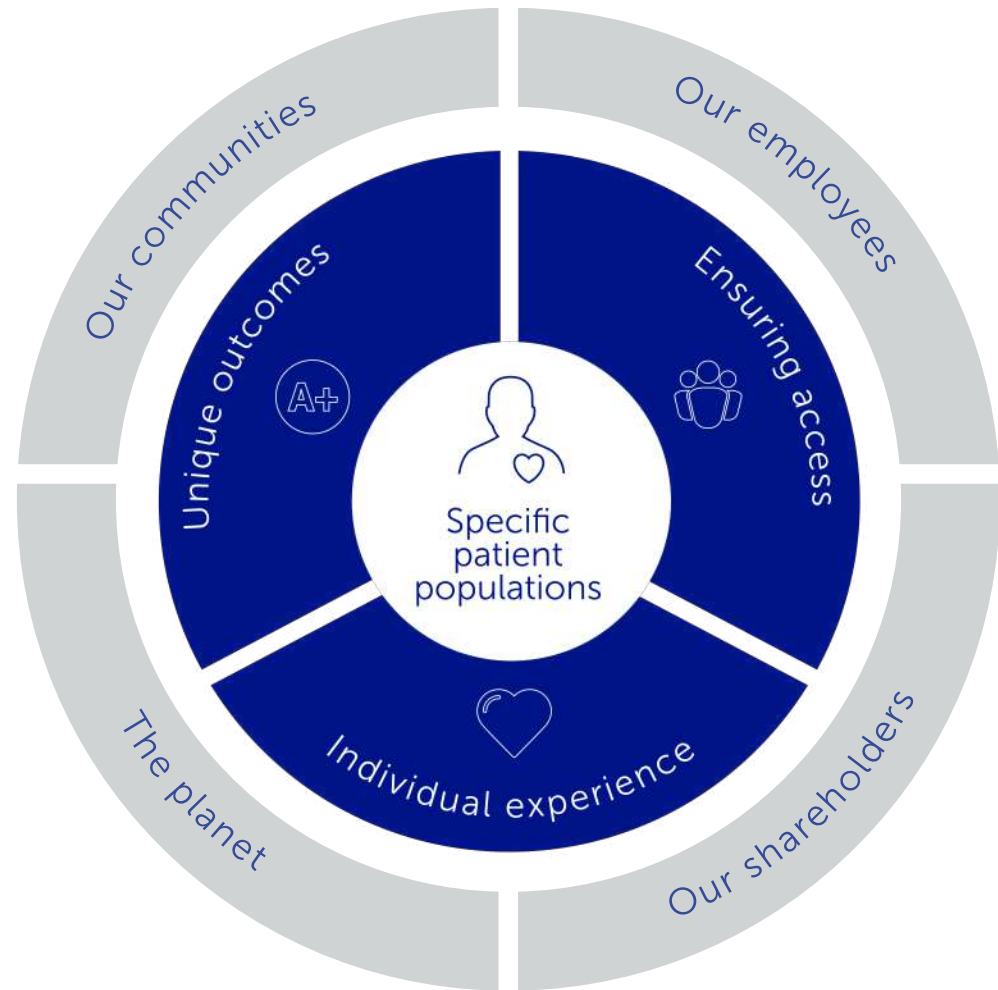 Our communities
Our employees
Unique outcomes
A+
Ensuring access
Specific
patient
populations
Individual experience
The planet
Our shareholders